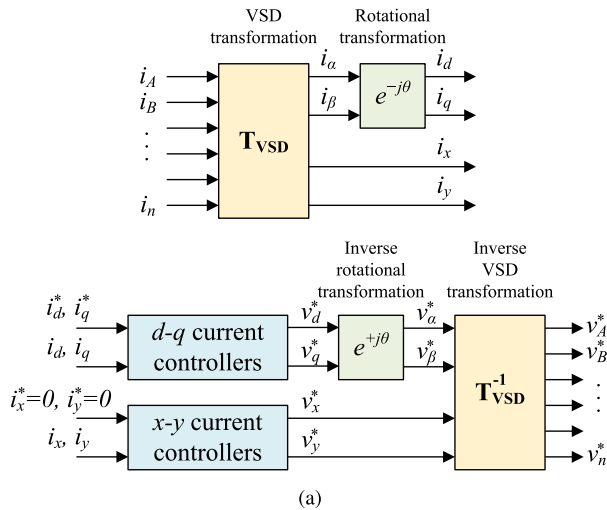 VSD
transformation
Rotational
transformation
i_A
i_B
⋮
i_n
T_VSD
i_α
i_β
e^{-jθ}
i_d
i_q
i_x
i_y
Inverse
rotational
transformation
Inverse
VSD
transformation
i_d^*, i_q^*
i_d, i_q
d-q current
controllers
v_d^*
v_q^*
e^{+jθ}
v_α^*
v_β^*
i_x^*=0, i_y^*=0
i_x, i_y
x-y current
controllers
v_x^*
v_y^*
T_VSD^{-1}
v_A^*
v_B^*
⋮
v_n^*
(a)